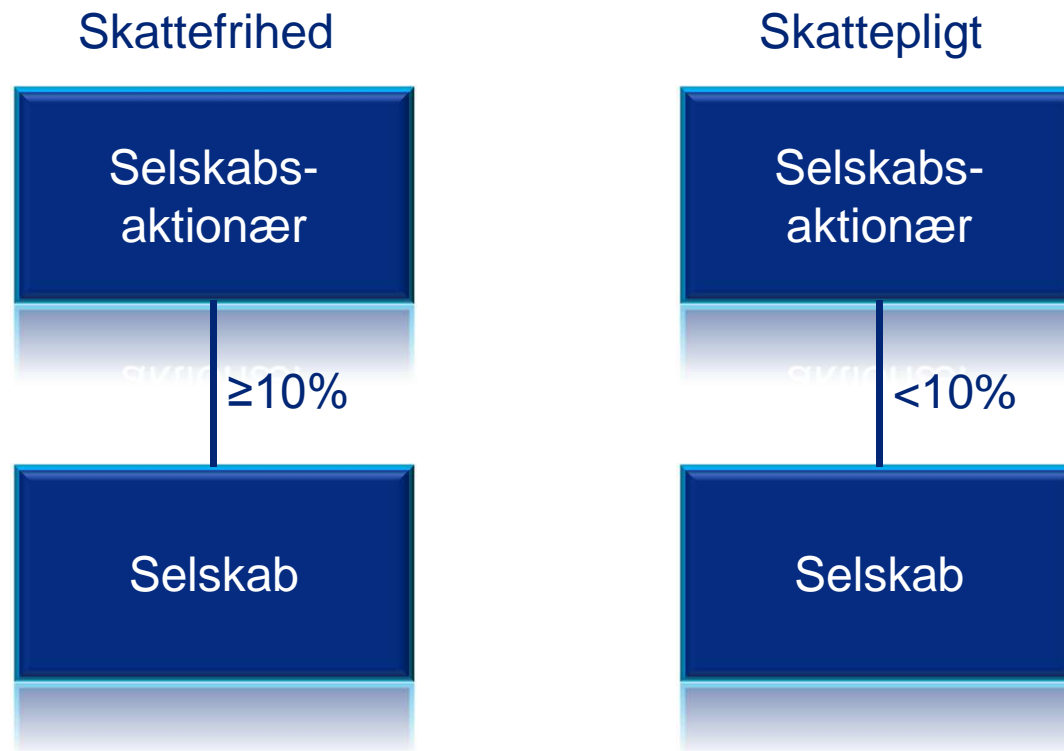 Skattefrihed
Skattepligt
Selskabs-
aktionær
Selskabs-
aktionær
≥10%
<10%
Selskab
Selskab